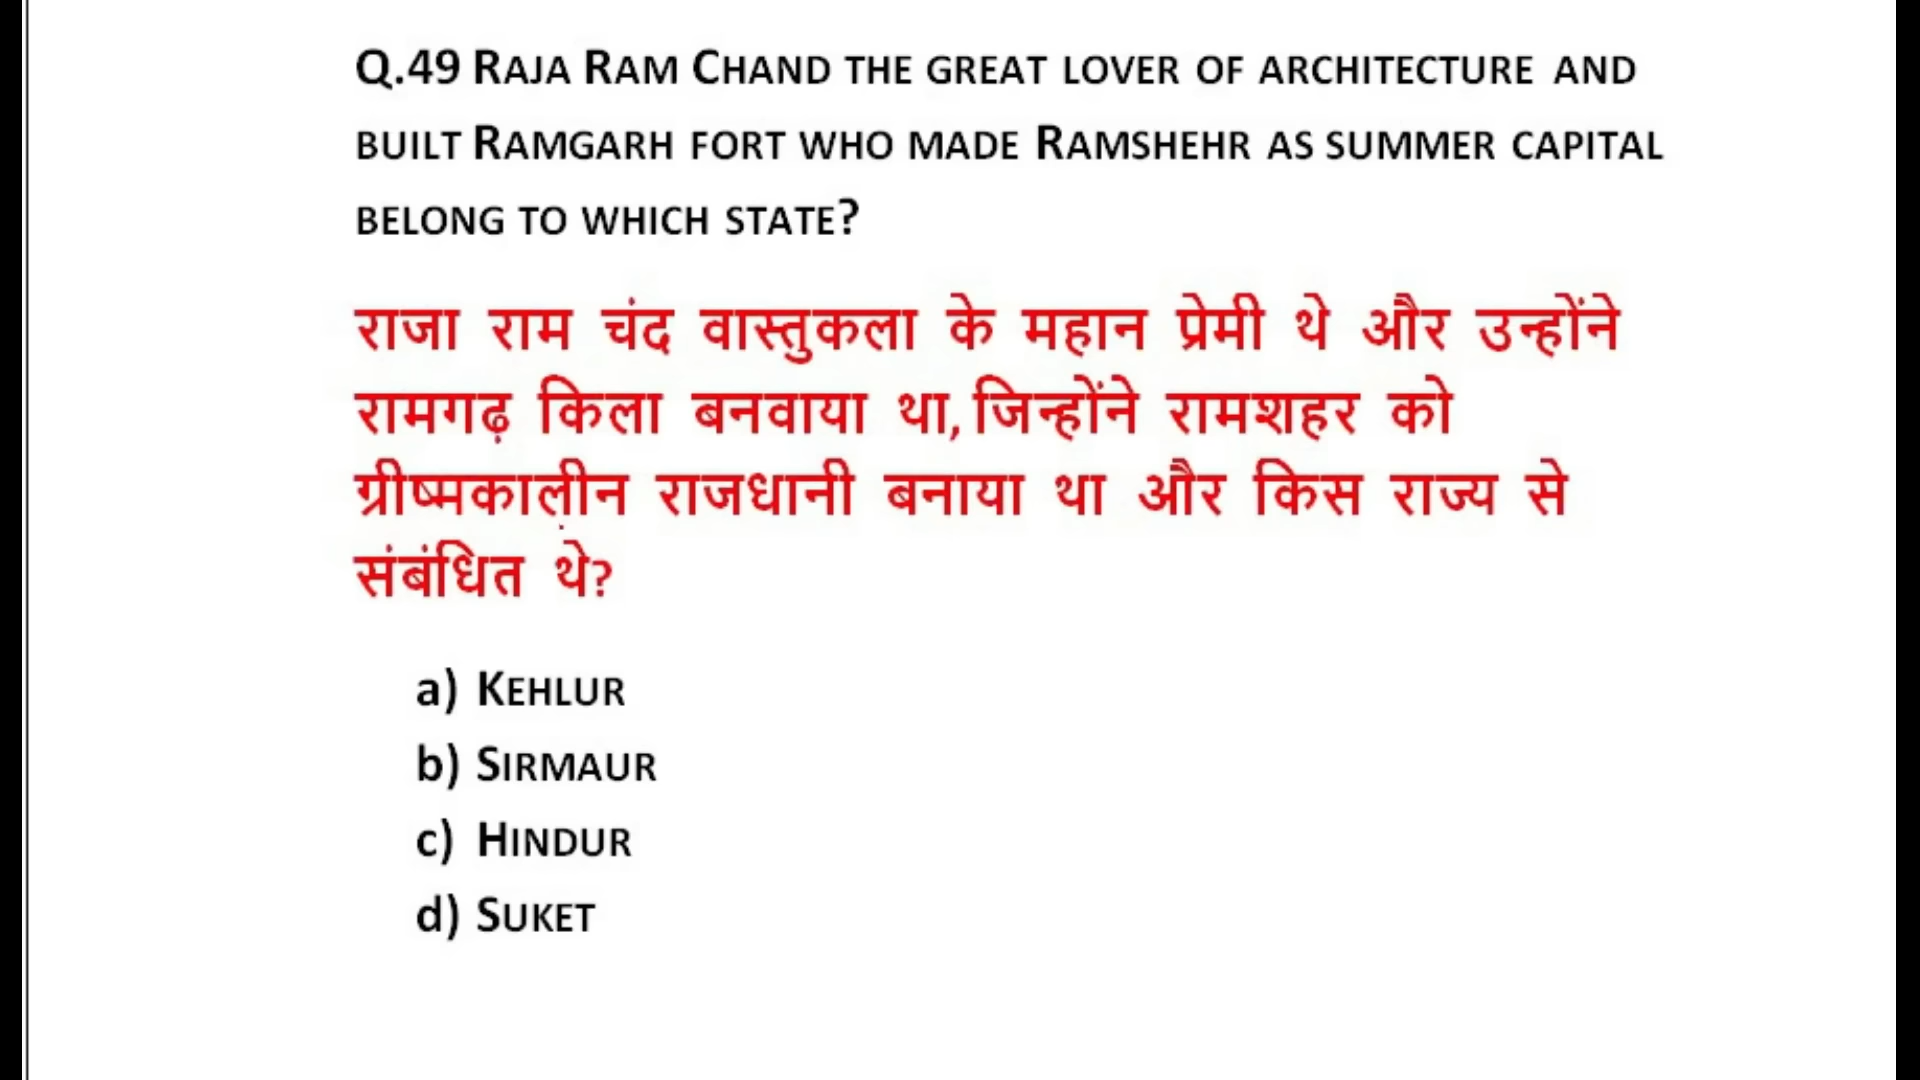 Q.49 Raja Ram Chand the great lover of architecture and
built Ramgarh fort who made Ramshehr as summer capital
belong to which state?
राजा राम चंद वास्तुकला के महान प्रेमी थे और उन्होंने
रामगढ़ किला बनवाया था, जिन्होंने रामशहर को
ग्रीष्मकालीन राजधानी बनाया था और किस राज्य से
संबंधित थे?
a) Kehlur
b) Sirmaur
c) Hindur
d) Suket